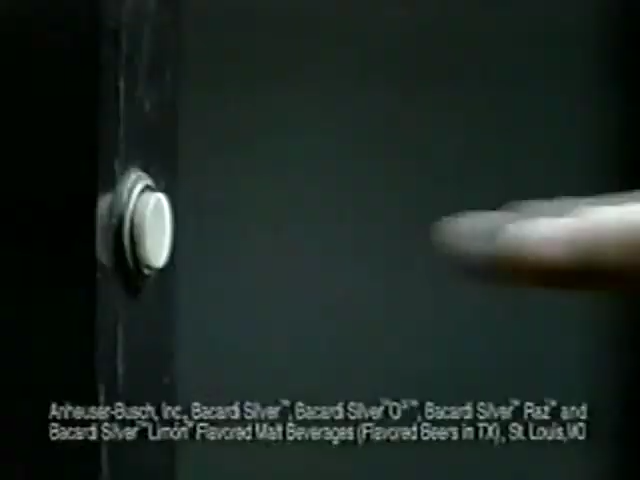 Anheuser-Busch, Inc, Bacardi Silver™, Bacardi Silver™O³™, Bacardi Silver™ Raz™ and
Bacardi Silver™Limón™ Flavored Malt Beverages (Flavored Beers in TX), St. Louis,MO